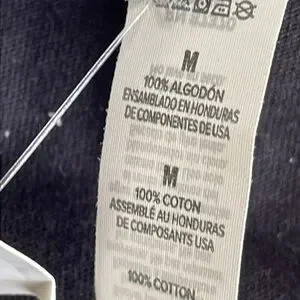 M
100% ALGODÓN
ENSAMBLADO EN HONDURAS
DE COMPONENTES DE USA
M
100% COTON
ASSEMBLÉ AU HONDURAS
DE COMPOSANTS USA
100% COTTON